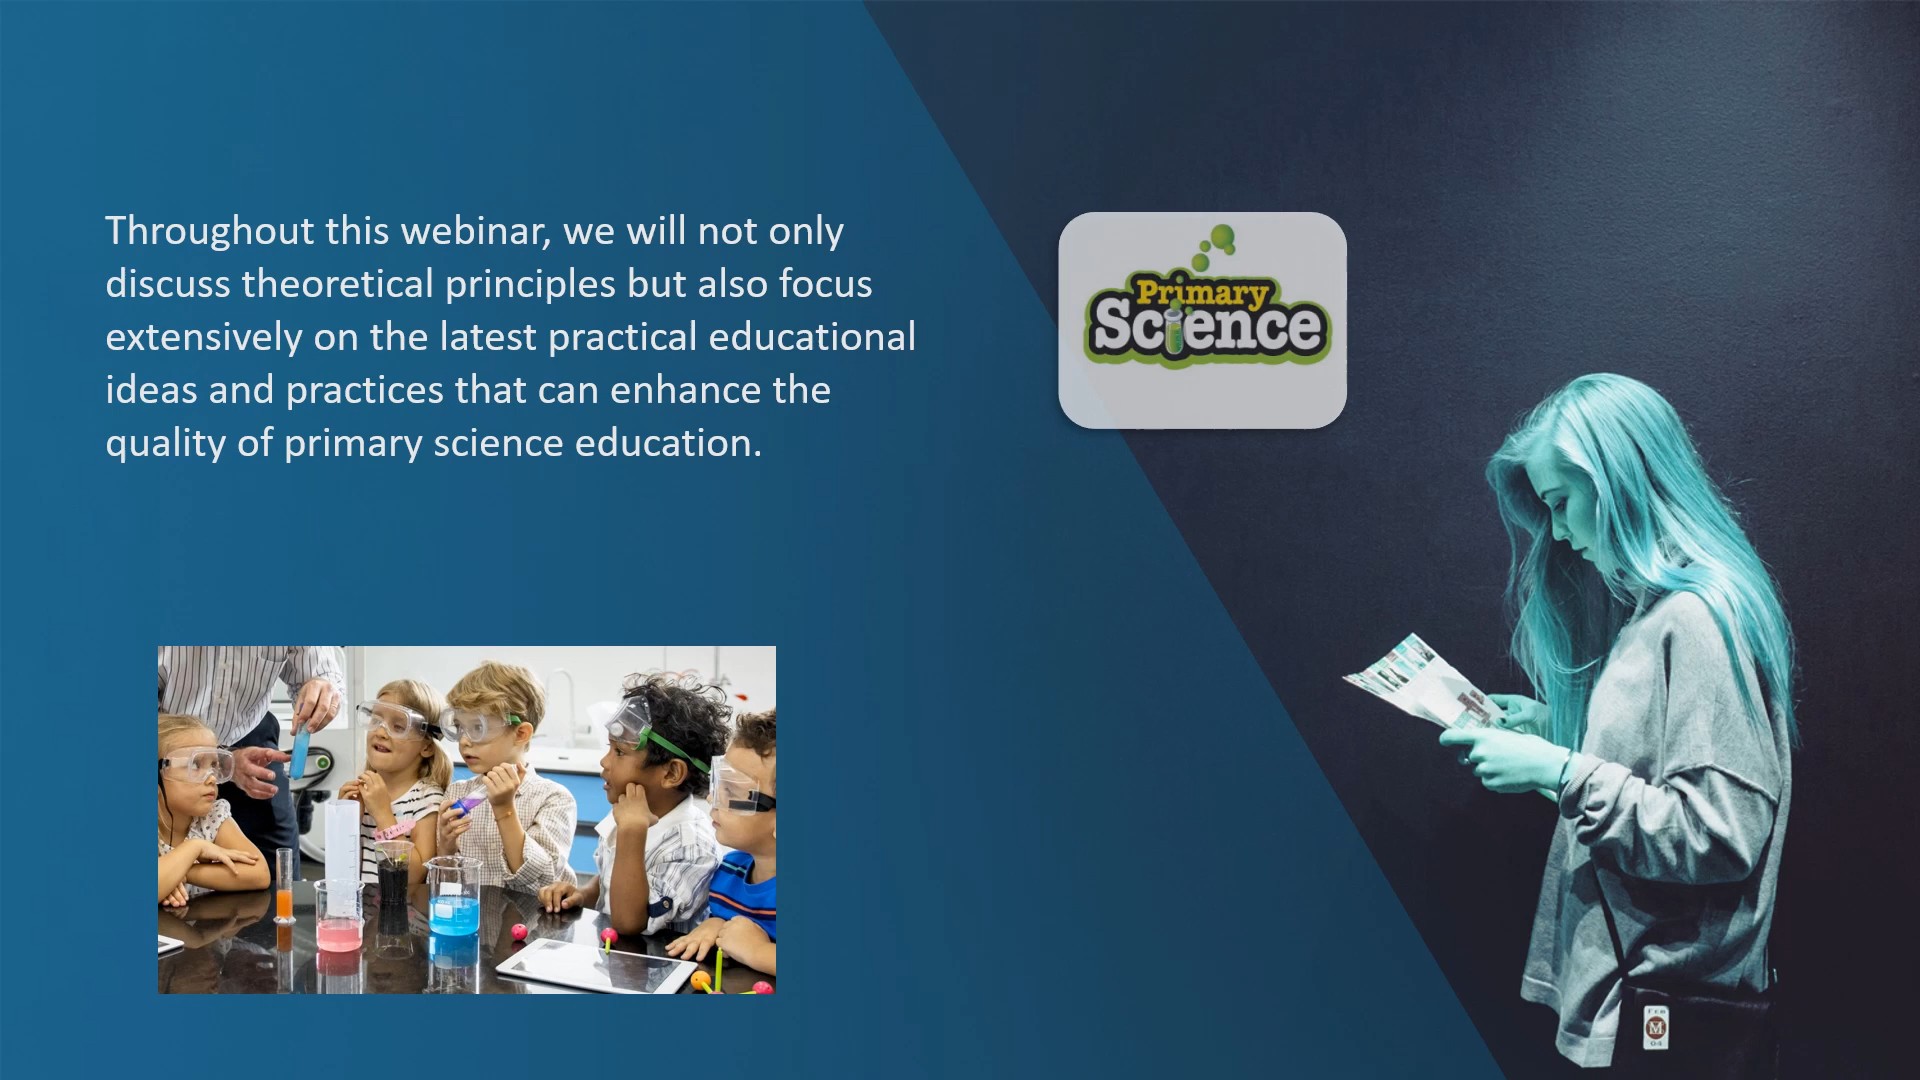 Throughout this webinar, we will not only
discuss theoretical principles but also focus
extensively on the latest practical educational
ideas and practices that can enhance the
quality of primary science education.
Primary
Science
M